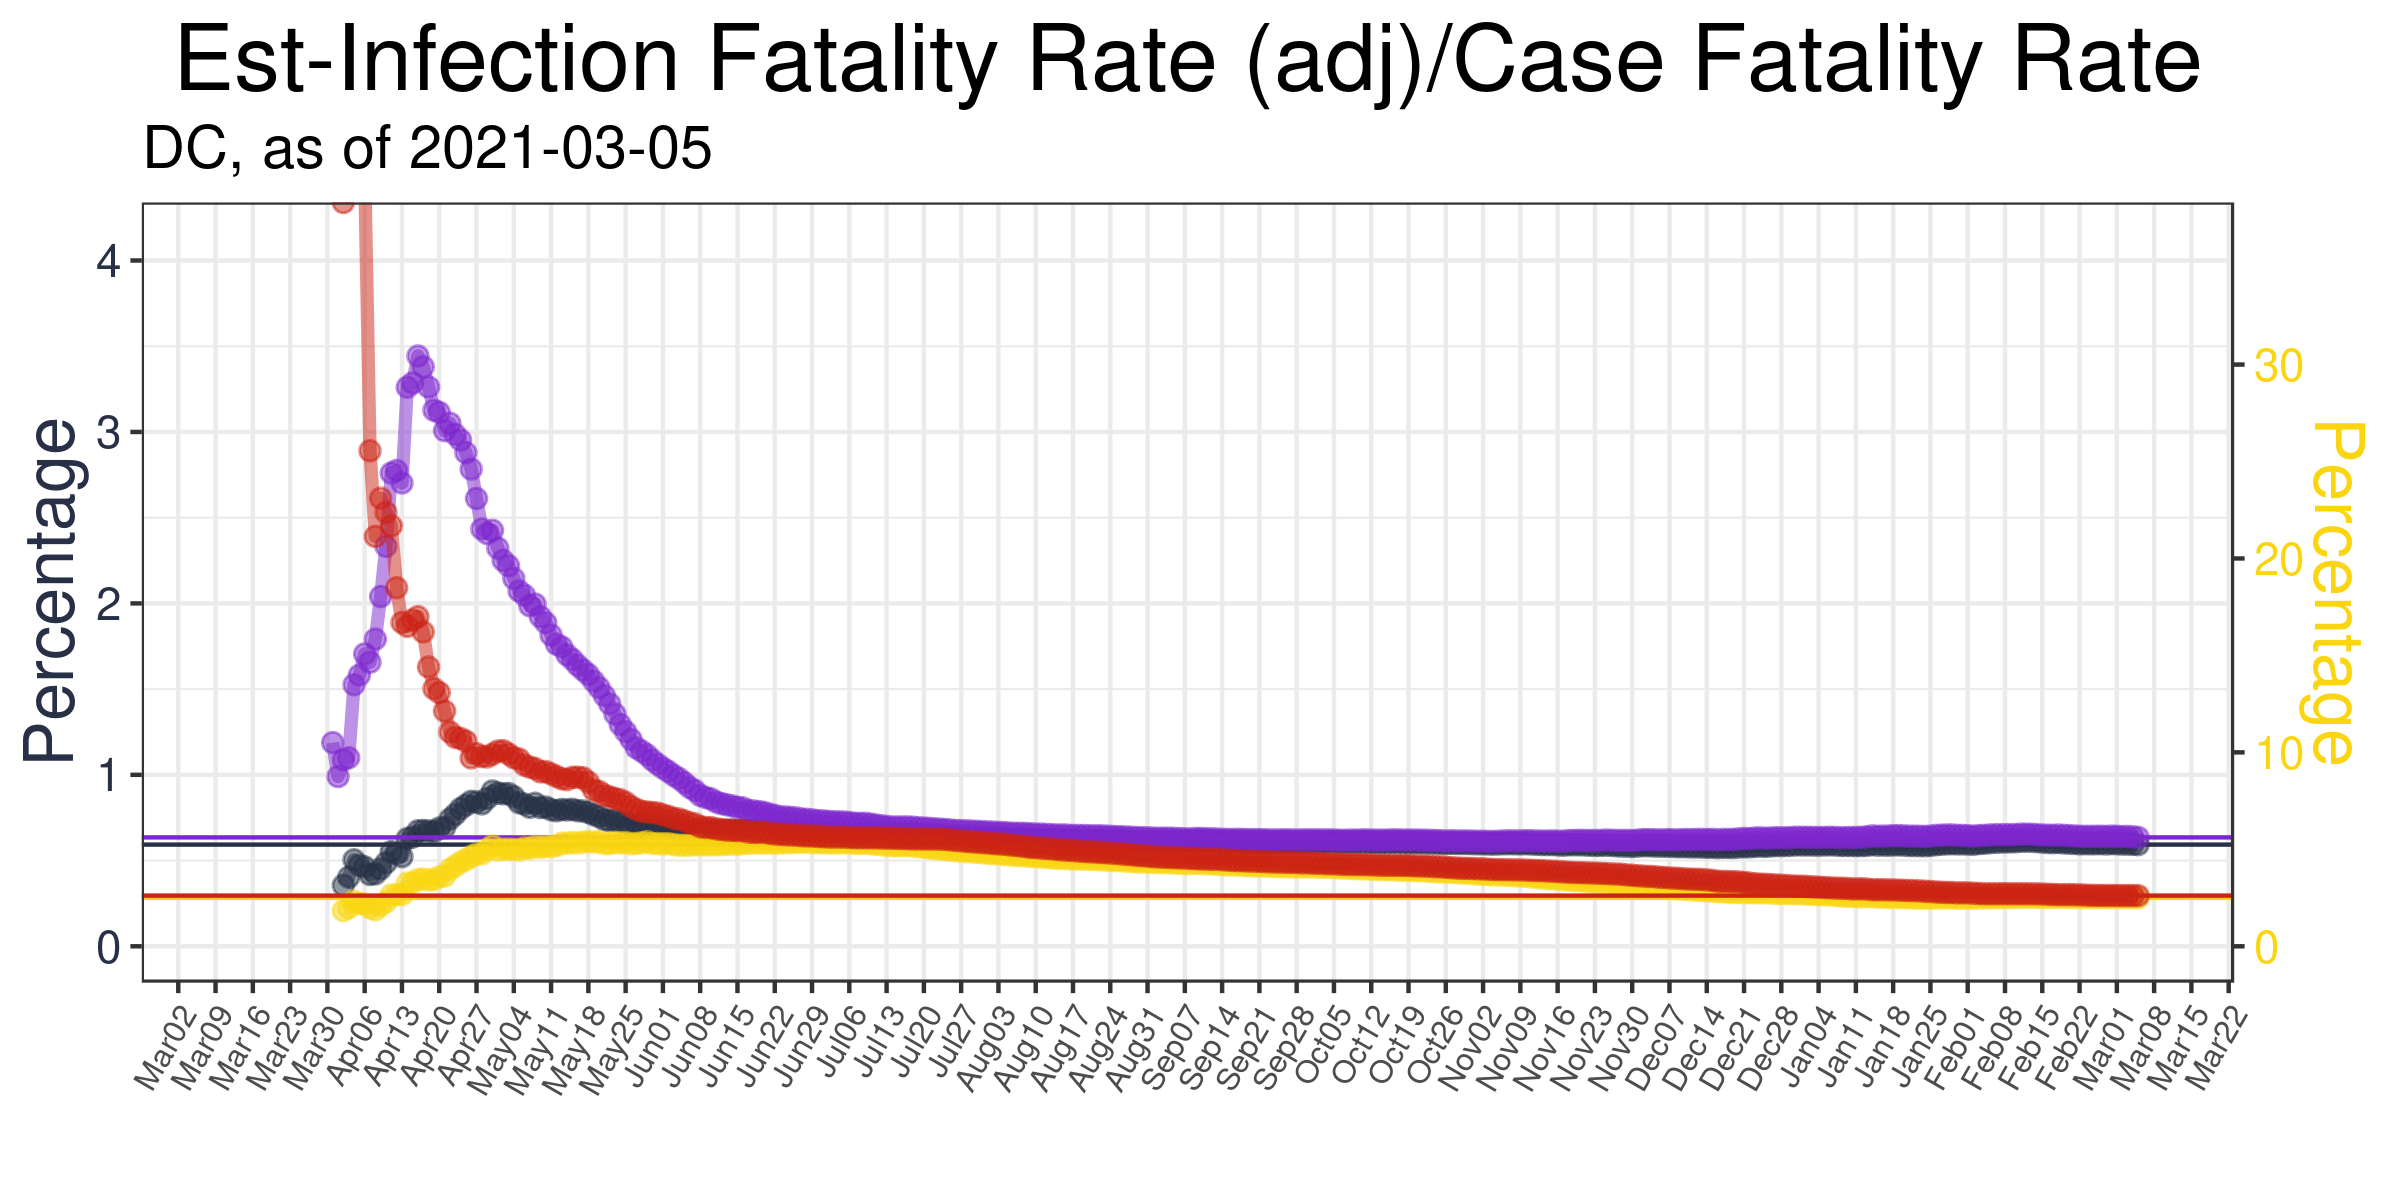 Est-Infection Fatality Rate (adj)/Case Fatality Rate
DC, as of 2021-03-05
Percentage
4
3
2
1
0
30
20
10
0
Percentage
Mar02
Mar09
Mar16
Mar23
Mar30
Apr06
Apr13
Apr20
Apr27
May04
May11
May18
May25
Jun01
Jun08
Jun15
Jun22
Jun29
Jul06
Jul13
Jul20
Jul27
Aug03
Aug10
Aug17
Aug24
Aug31
Sep07
Sep14
Sep21
Sep28
Oct05
Oct12
Oct19
Oct26
Nov02
Nov09
Nov16
Nov23
Nov30
Dec07
Dec14
Dec21
Dec28
Jan04
Jan11
Jan18
Jan25
Feb01
Feb08
Feb15
Feb22
Mar01
Mar08
Mar15
Mar22